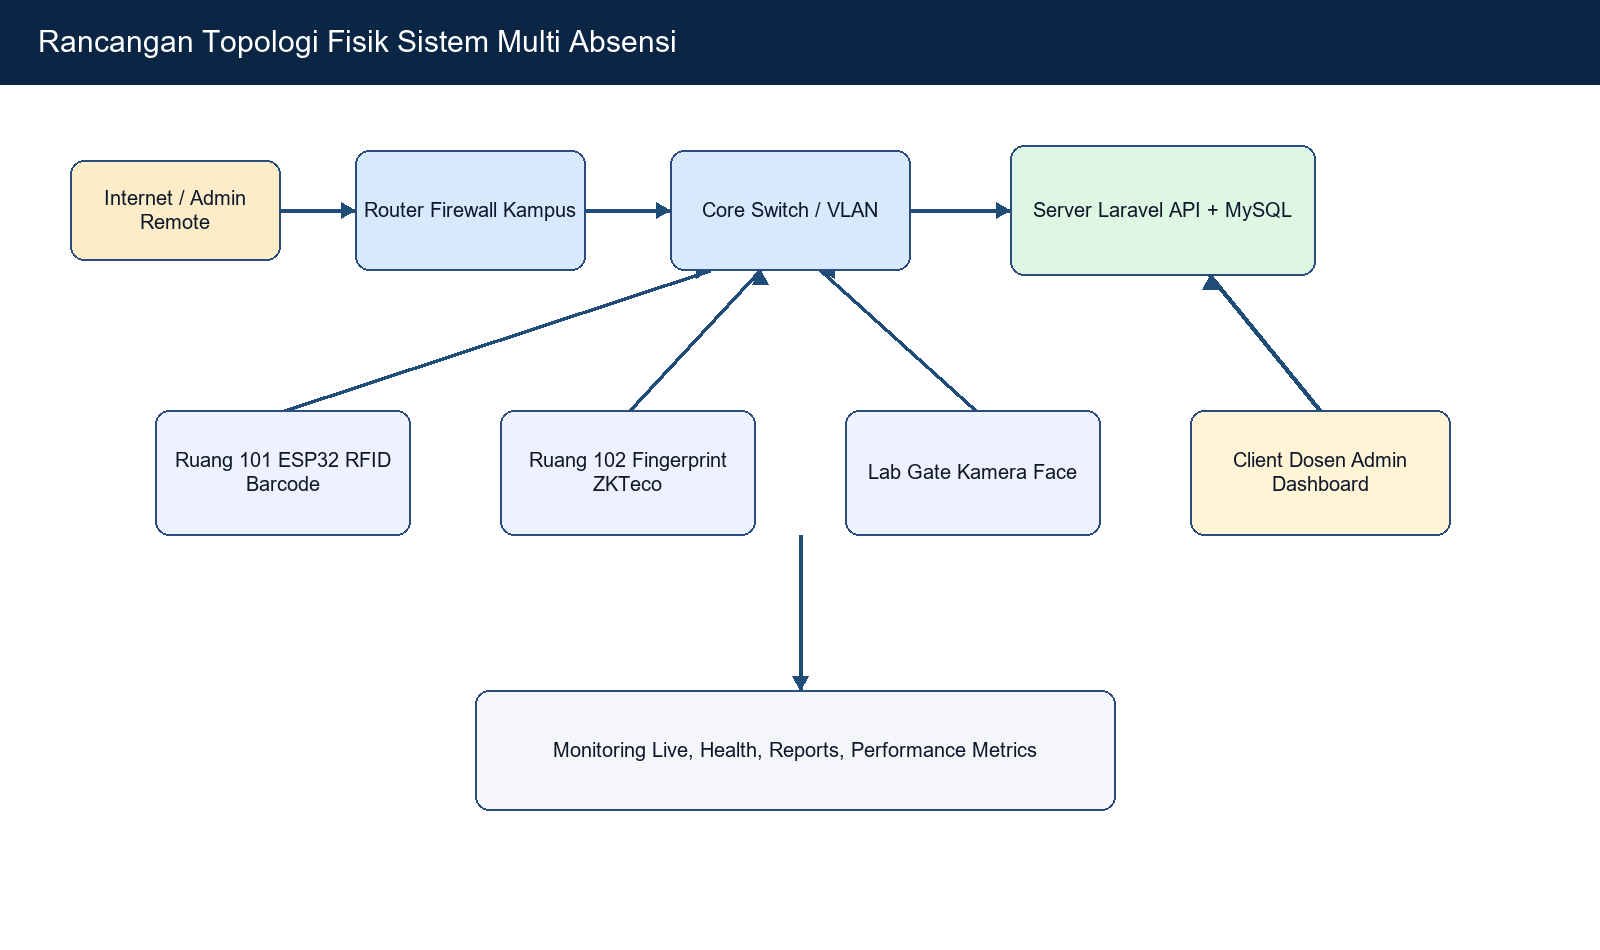 Rancangan Topologi Fisik Sistem Multi Absensi
Internet / Admin
Remote
Router Firewall Kampus
Core Switch / VLAN
Server Laravel API + MySQL
Ruang 101 ESP32 RFID
Barcode
Ruang 102 Fingerprint
ZKTeco
Lab Gate Kamera Face
Client Dosen Admin
Dashboard
Monitoring Live, Health, Reports, Performance Metrics